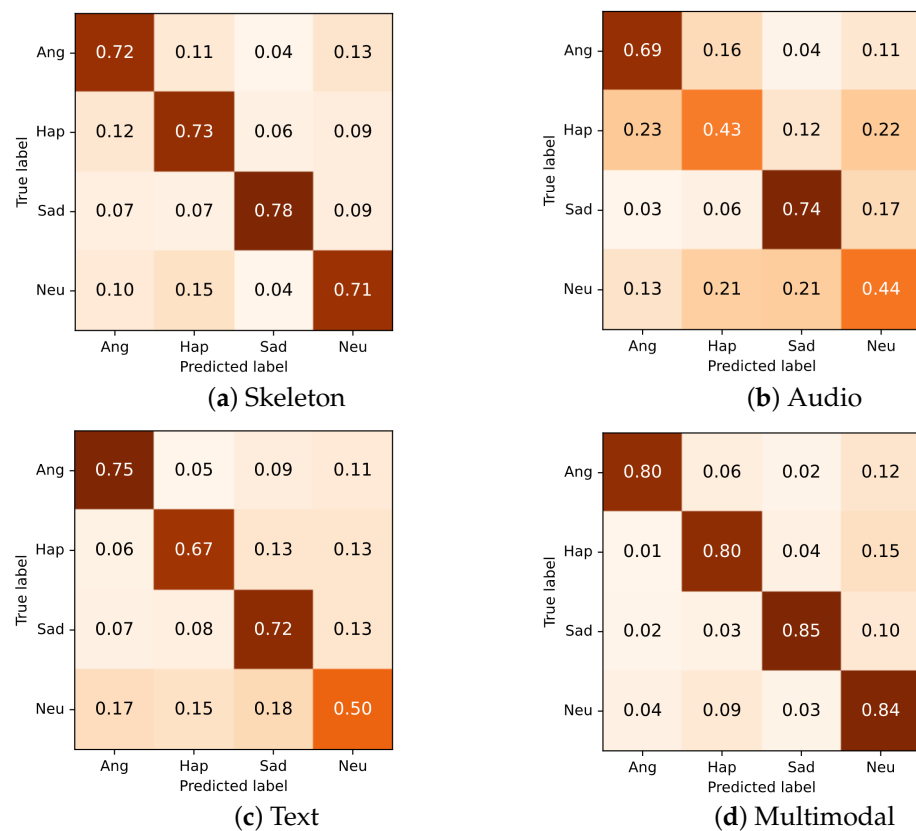 Ang 0.72 0.11 0.04 0.13
Hap 0.12 0.73 0.06 0.09
Sad 0.07 0.07 0.78 0.09
Neu 0.10 0.15 0.04 0.71
True label
Ang Hap Sad Neu
Predicted label
(a) Skeleton
Ang 0.69 0.16 0.04 0.11
Hap 0.23 0.43 0.12 0.22
Sad 0.03 0.06 0.74 0.17
Neu 0.13 0.21 0.21 0.44
True label
Ang Hap Sad Neu
Predicted label
(b) Audio
Ang 0.75 0.05 0.09 0.11
Hap 0.06 0.67 0.13 0.13
Sad 0.07 0.08 0.72 0.13
Neu 0.17 0.15 0.18 0.50
True label
Ang Hap Sad Neu
Predicted label
(c) Text
Ang 0.80 0.06 0.02 0.12
Hap 0.01 0.80 0.04 0.15
Sad 0.02 0.03 0.85 0.10
Neu 0.04 0.09 0.03 0.84
True label
Ang Hap Sad Neu
Predicted label
(d) Multimodal